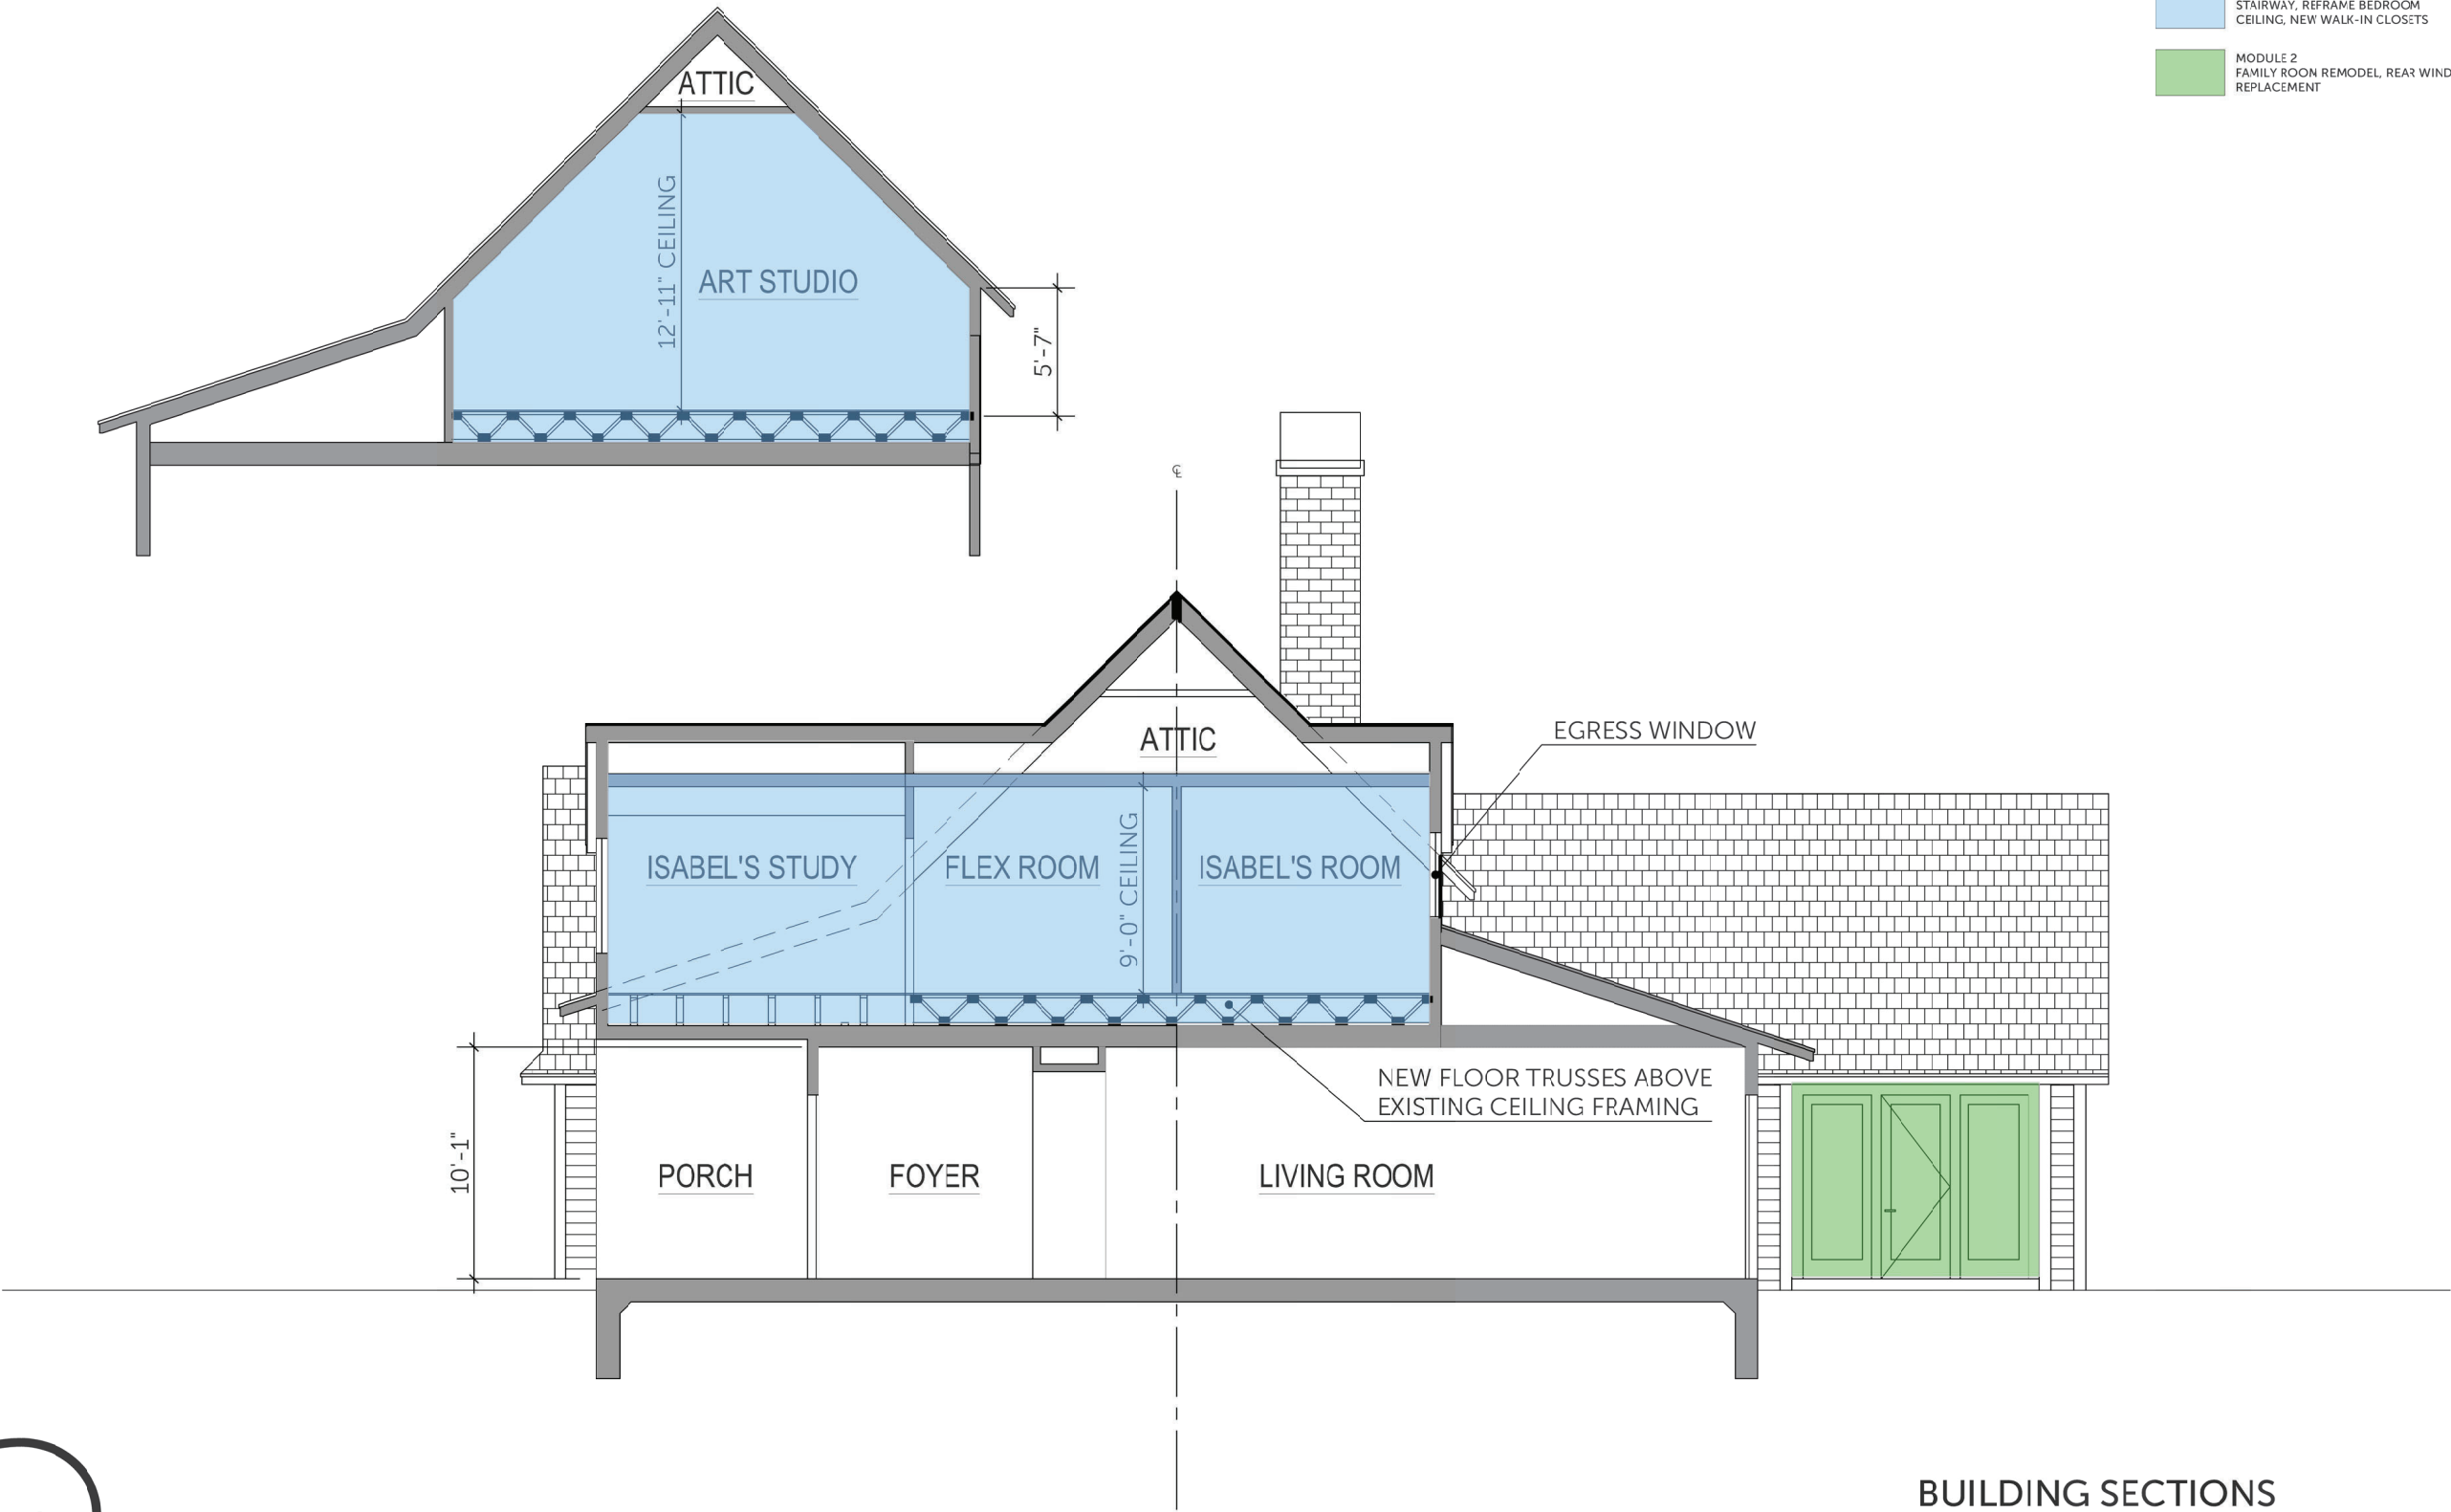 STAIRWAY, REFRAME BEDROOM
CEILING, NEW WALK-IN CLOSETS
MODULE 2
FAMILY ROON REMODEL, REAR WIND
REPLACEMENT
ATTIC
12'-11" CEILING
ART STUDIO
5'-7"
℄
EGRESS WINDOW
ATTIC
ISABEL'S STUDY
FLEX ROOM
9'-0" CEILING
ISABEL'S ROOM
NEW FLOOR TRUSSES ABOVE
EXISTING CEILING FRAMING
10'-1"
PORCH
FOYER
LIVING ROOM
BUILDING SECTIONS